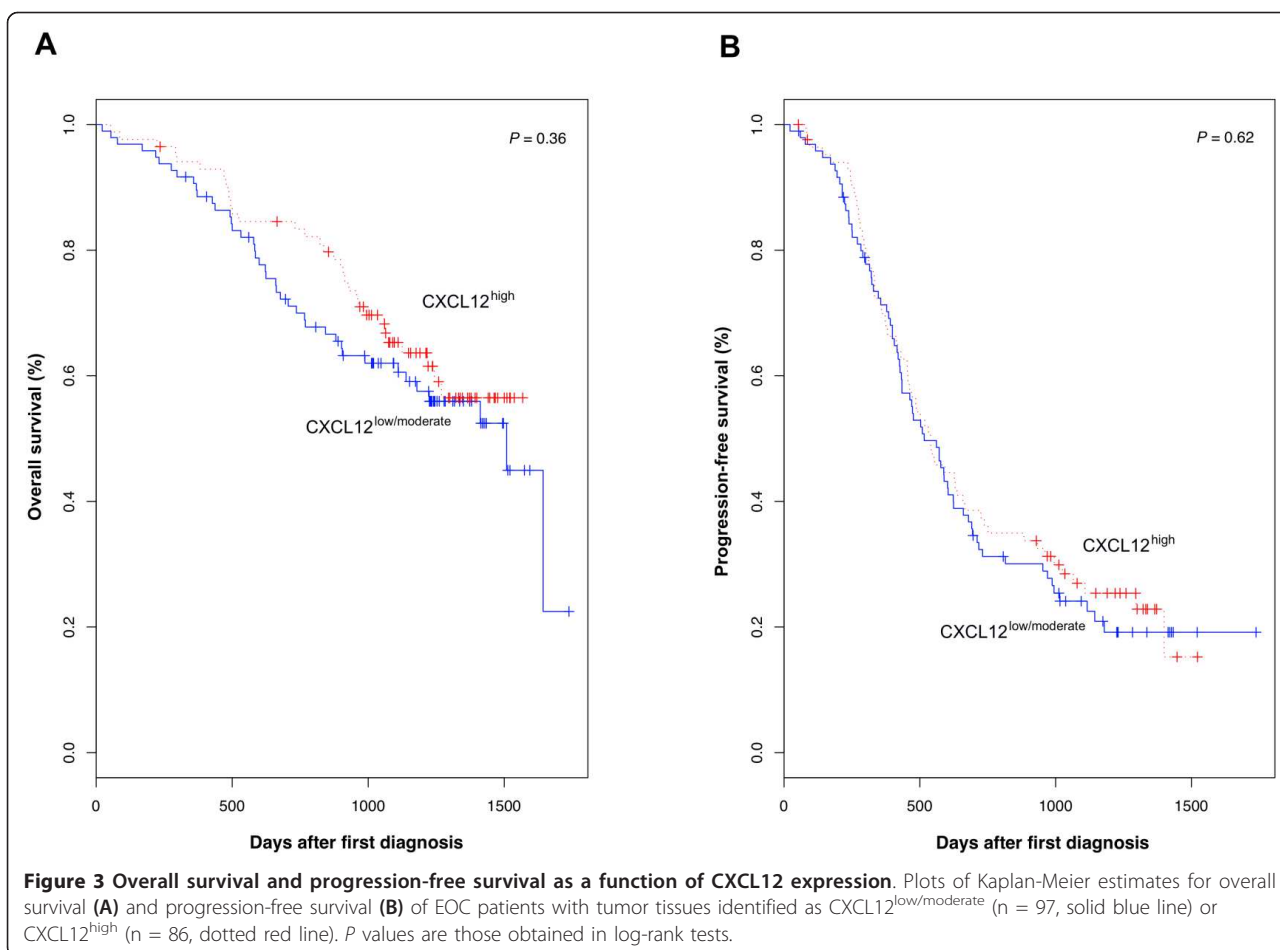 A
P = 0.36
CXCL12high
CXCL12low/moderate
Overall survival (%)
0.0 0.2 0.4 0.6 0.8 1.0
0 500 1000 1500
Days after first diagnosis
B
P = 0.62
CXCL12high
CXCL12low/moderate
Progression-free survival (%)
0.0 0.2 0.4 0.6 0.8 1.0
0 500 1000 1500
Days after first diagnosis
Figure 3 Overall survival and progression-free survival as a function of CXCL12 expression. Plots of Kaplan-Meier estimates for overall
survival (A) and progression-free survival (B) of EOC patients with tumor tissues identified as CXCL12low/moderate (n = 97, solid blue line) or
CXCL12high (n = 86, dotted red line). P values are those obtained in log-rank tests.